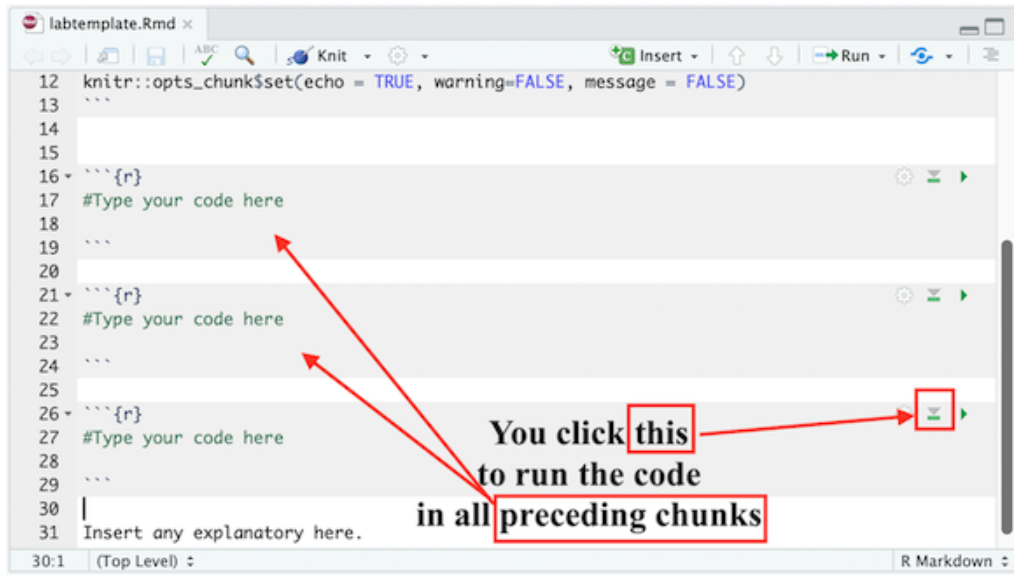 labtemplate.Rmd ×
ABC Knit Insert Run
12 knitr::opts_chunk$set(echo = TRUE, warning=FALSE, message = FALSE)
13 ```
14
15
16 ```{r}
17 #Type your code here
18
19 ```
20
21 ```{r}
22 #Type your code here
23
24 ```
25
26 ```{r}
27 #Type your code here
28
29 ```
30
31 Insert any explanatory here.
You click this
to run the code
in all preceding chunks
30:1 (Top Level) R Markdown